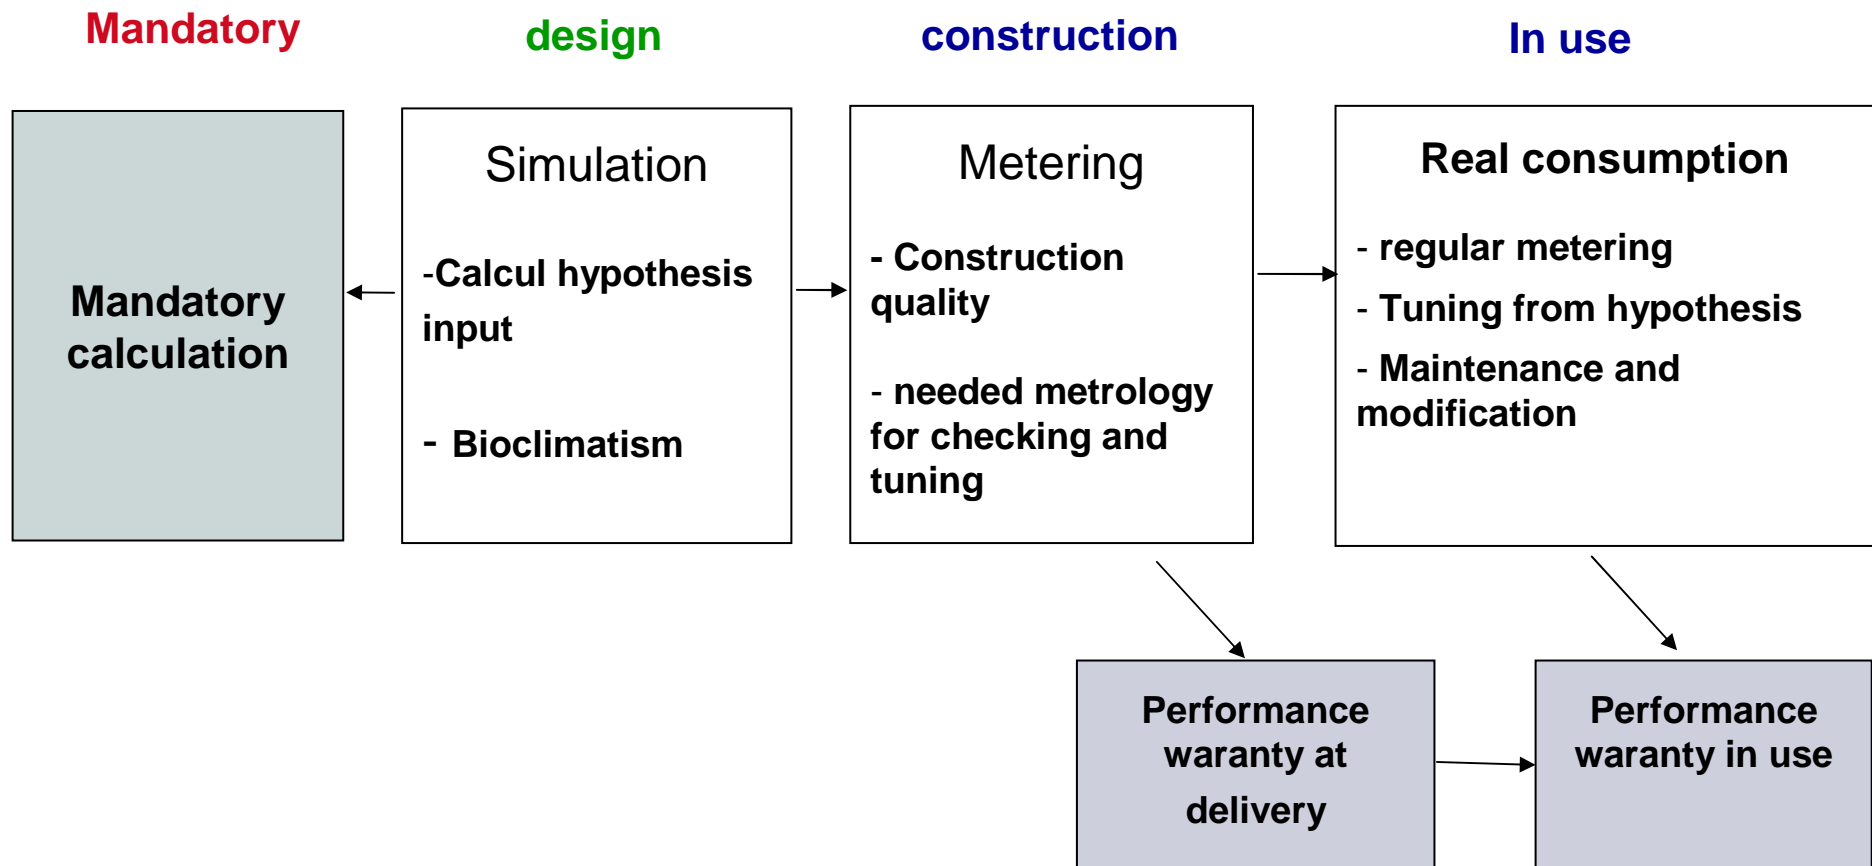 Mandatory
design
construction
In use
Mandatory
calculation
Simulation
-Calcul hypothesis
input
- Bioclimatism
Metering
- Construction
quality
- needed metrology
for checking and
tuning
Real consumption
- regular metering
- Tuning from hypothesis
- Maintenance and
modification
Performance
waranty at
delivery
Performance
waranty in use